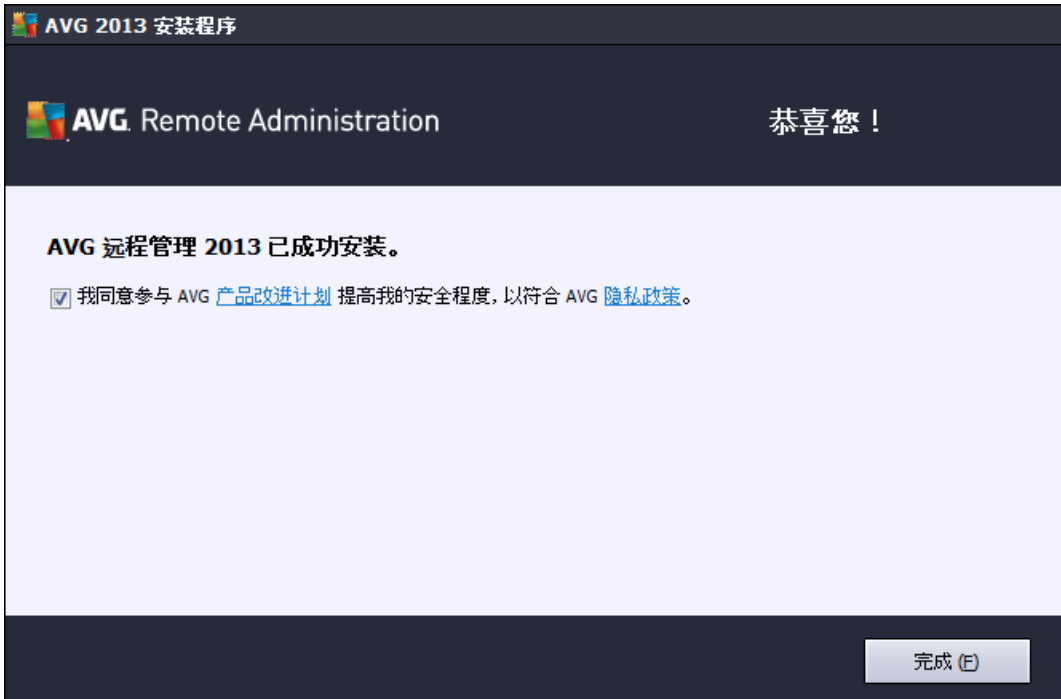 AVG 2013 安装程序
AVG. Remote Administration
恭喜您！
AVG 远程管理 2013 已成功安装。
我同意参与 AVG 产品改进计划 提高我的安全程度, 以符合 AVG 隐私政策。
完成 (F)